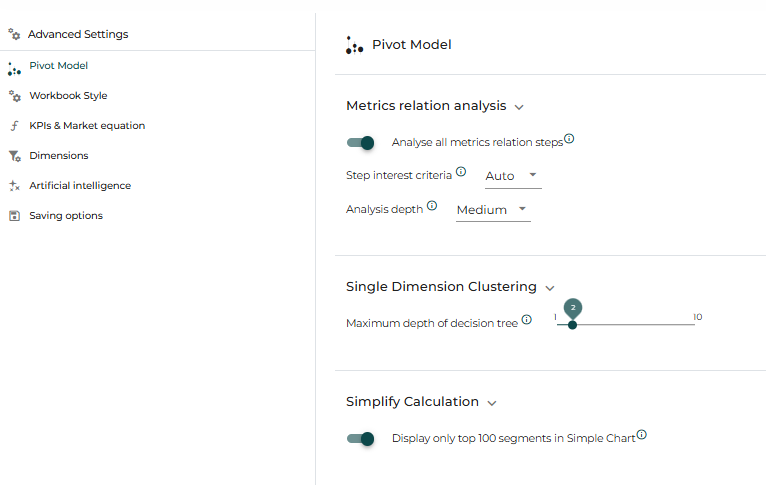 Advanced Settings
Pivot Model
Workbook Style
KPIs & Market equation
Dimensions
Artificial intelligence
Saving options
Pivot Model
Metrics relation analysis
Analyse all metrics relation steps
Step interest criteria Auto
Analysis depth Medium
Single Dimension Clustering
2
Maximum depth of decision tree 1 10
Simplify Calculation
Display only top 100 segments in Simple Chart